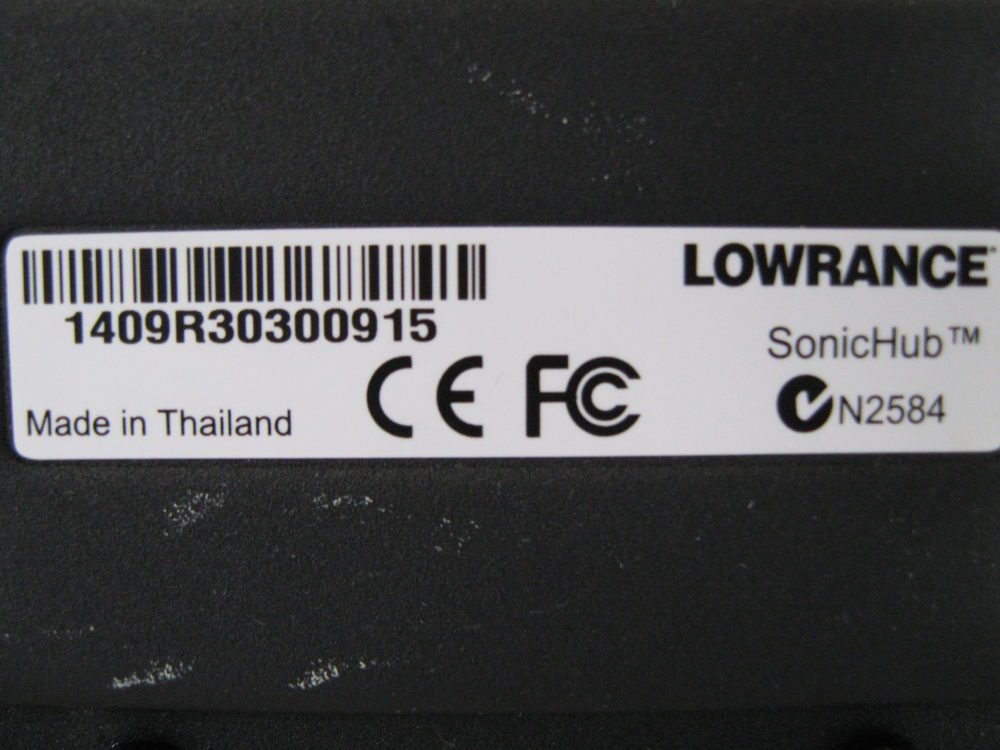 LOWRANCE
1409R30300915
SonicHub™
Made in Thailand
CE FC
N2584